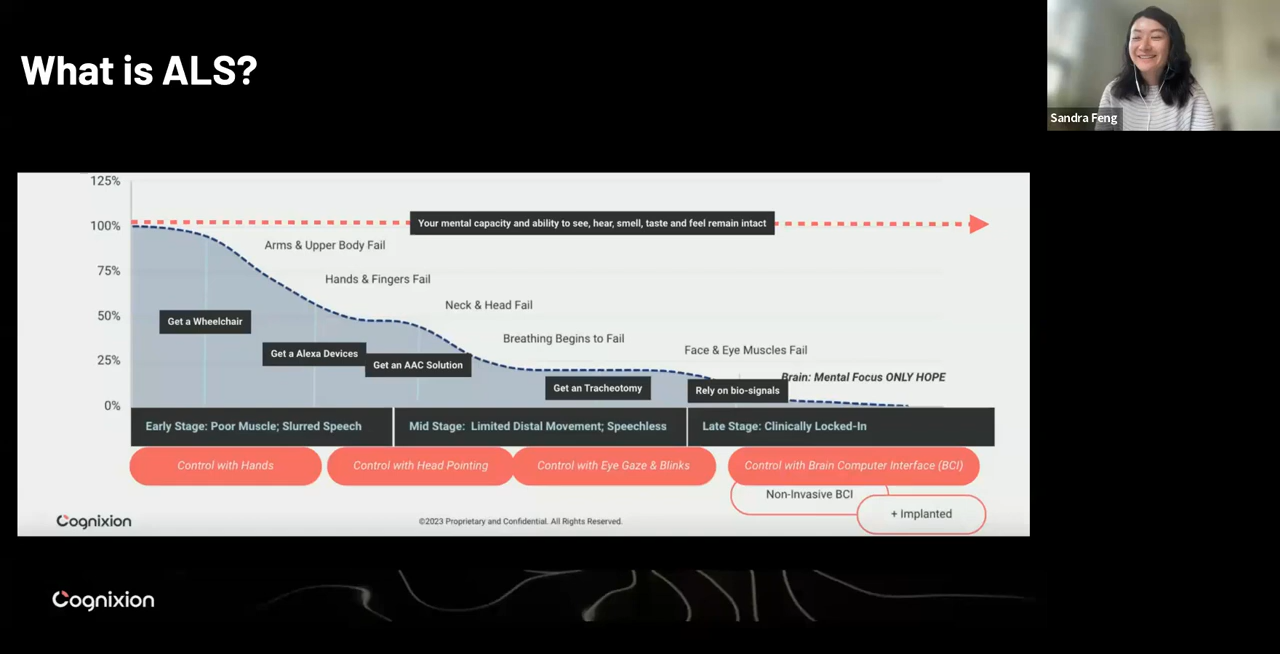 What is ALS?
Sandra Feng
125%
100%
75%
50%
25%
0%
Your mental capacity and ability to see, hear, smell, taste and feel remain intact
Arms & Upper Body Fail
Hands & Fingers Fail
Neck & Head Fail
Breathing Begins to Fail
Face & Eye Muscles Fail
Brain: Mental Focus ONLY HOPE
Get a Wheelchair
Get a Alexa Devices
Get an AAC Solution
Get an Tracheotomy
Rely on bio-signals
Early Stage: Poor Muscle; Slurred Speech
Mid Stage: Limited Distal Movement; Speechless
Late Stage: Clinically Locked-In
Control with Hands
Control with Head Pointing
Control with Eye Gaze & Blinks
Control with Brain Computer Interface (BCI)
Non-Invasive BCI
+ Implanted
Cognixion
©2023 Proprietary and Confidential. All Rights Reserved.
Cognixion